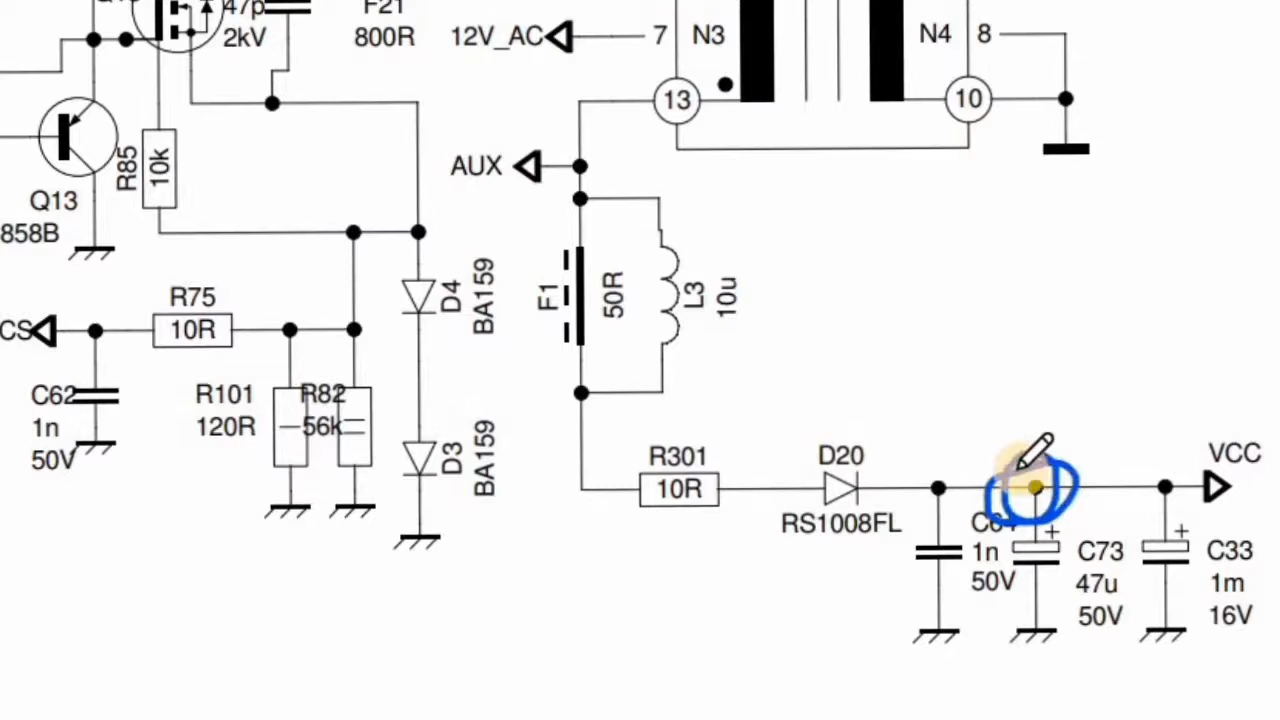 47p
2kV
F21
800R
12V_AC
7
N3
N4
8
13
10
AUX
R85
10k
Q13
858B
D4
BA159
F1
50R
L3
10u
R75
10R
CS
C62
1n
50V
R101
120R
R82
56k
D3
BA159
R301
10R
D20
RS1008FL
VCC
1n
50V
+
C73
47u
50V
+
C33
1m
16V